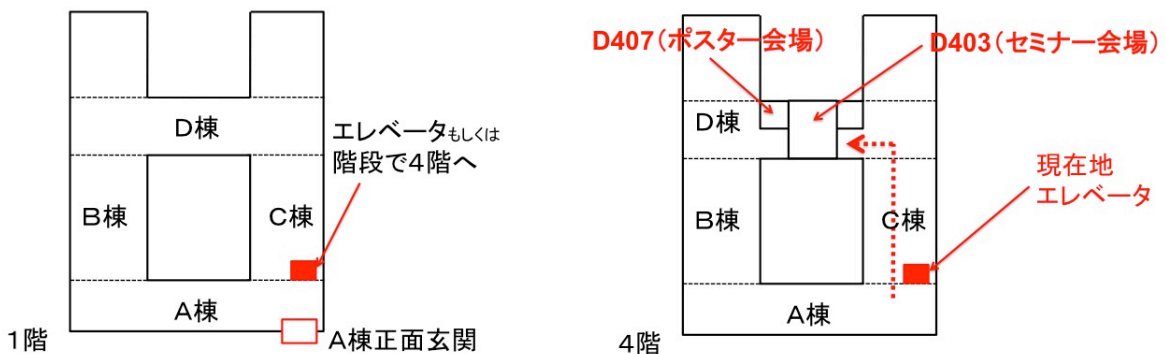 D棟
エレベータもしくは
階段で4階へ
B棟
C棟
A棟
1階
A棟正面玄関
D407(ポスター会場)
D403(セミナー会場)
D棟
現在地
エレベータ
B棟
C棟
A棟
4階